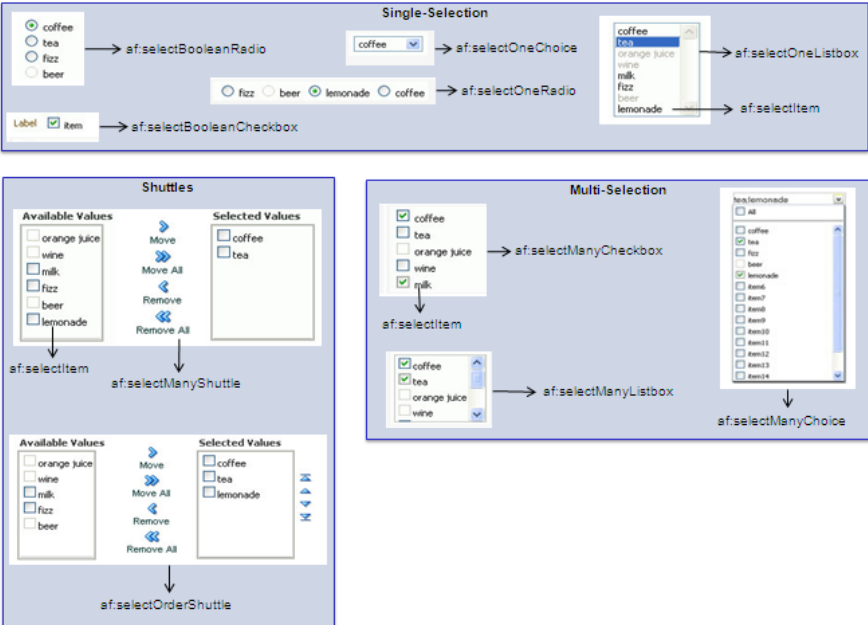 Single-Selection
coffee
tea
fizz
beer
af:selectBooleanRadio
coffee
af:selectOneChoice
coffee
tea
orange juice
wine
milk
fizz
beer
lemonade
af:selectOneListbox
af:selectItem
fizz beer lemonade coffee
af:selectOneRadio
Label item
af:selectBooleanCheckbox
Shuttles
Available Values
orange juice
wine
milk
fizz
beer
lemonade
Move
Move All
Remove
Remove All
Selected Values
coffee
tea
af:selectItem
af:selectManyShuttle
Available Values
orange juice
wine
milk
fizz
beer
Move
Move All
Remove
Remove All
Selected Values
coffee
tea
lemonade
af:selectOrderShuttle
Multi-Selection
coffee
tea
orange juice
wine
milk
af:selectManyCheckbox
af:selectItem
coffee
tea
orange juice
wine
af:selectManyListbox
tea;lemonade
All
coffee
tea
fizz
beer
lemonade
item6
item7
item8
item9
item10
item11
item12
item13
item14
af:selectManyChoice